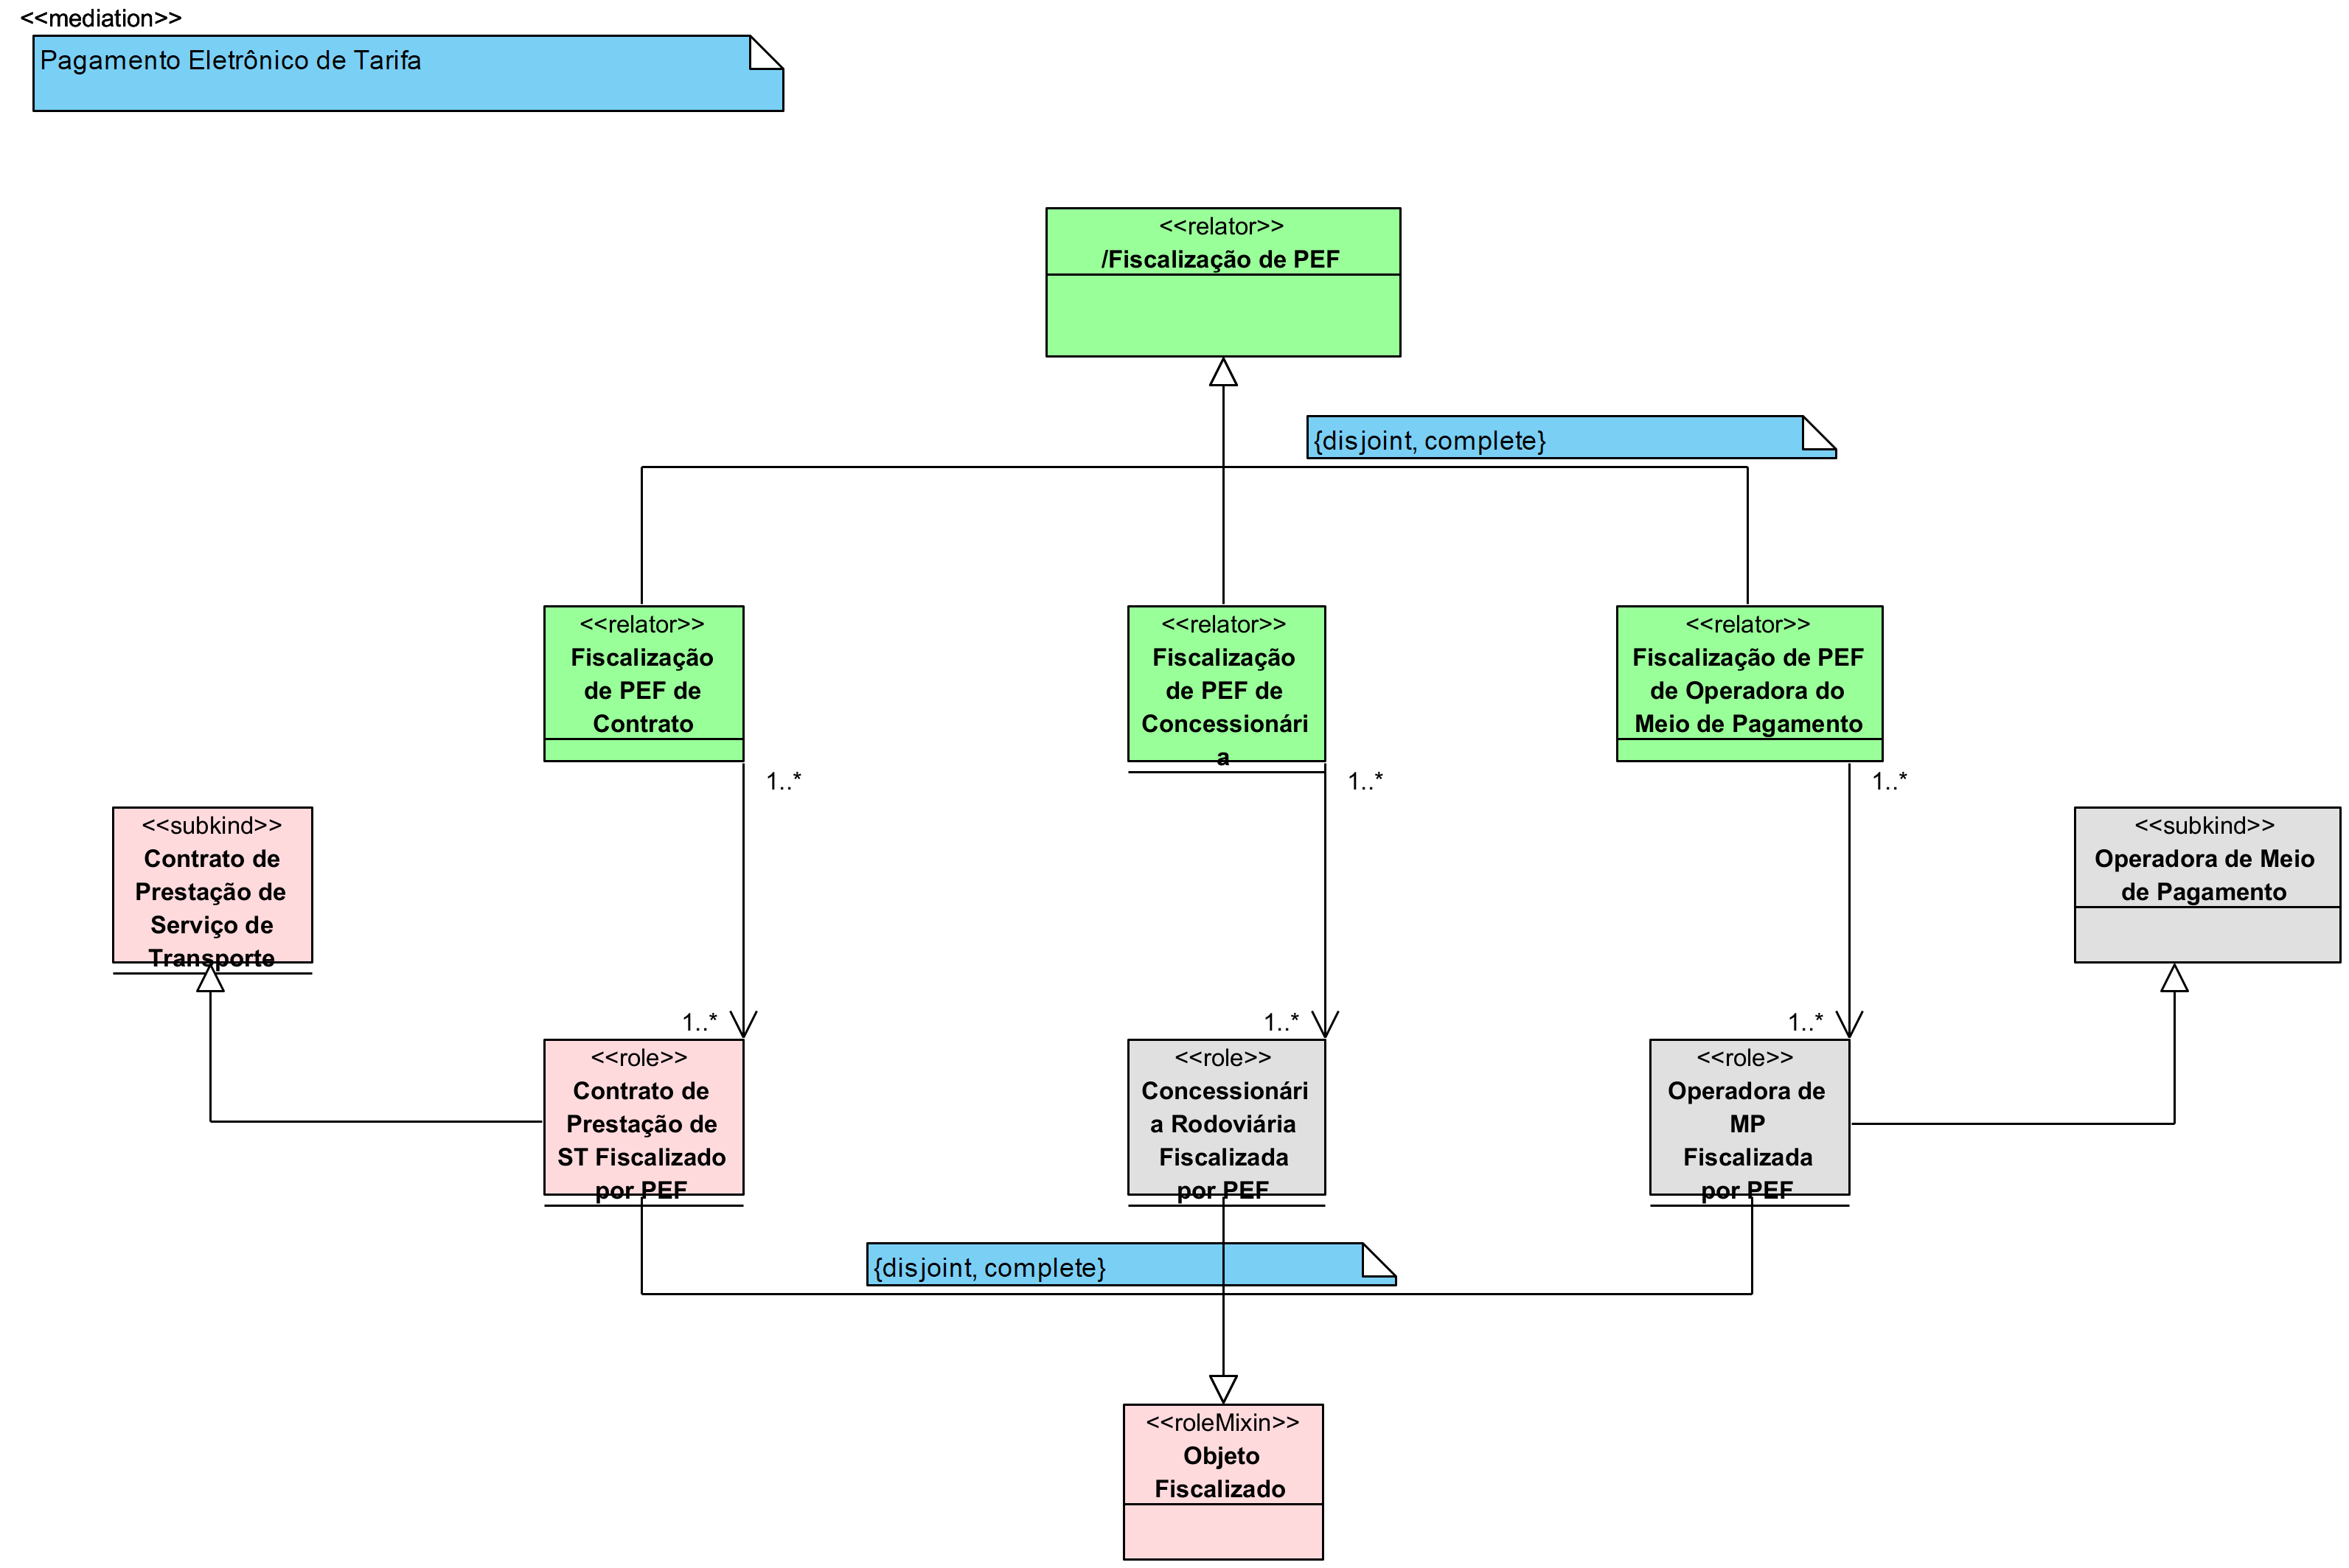 <<mediation>>
Pagamento Eletrônico de Tarifa
<<relator>>
/Fiscalização de PEF
{disjoint, complete}
<<relator>>
Fiscalização
de PEF de
Contrato
<<relator>>
Fiscalização
de PEF de
Concessionári
a
<<relator>>
Fiscalização de PEF
de Operadora do
Meio de Pagamento
1..*
1..*
1..*
<<subkind>>
Contrato de
Prestação de
Serviço de
Transporte
<<subkind>>
Operadora de Meio
de Pagamento
1..*
1..*
1..*
<<role>>
Contrato de
Prestação de
ST Fiscalizado
por PEF
<<role>>
Concessionári
a Rodoviária
Fiscalizada
por PEF
<<role>>
Operadora de
MP
Fiscalizada
por PEF
{disjoint, complete}
<<roleMixin>>
Objeto
Fiscalizado